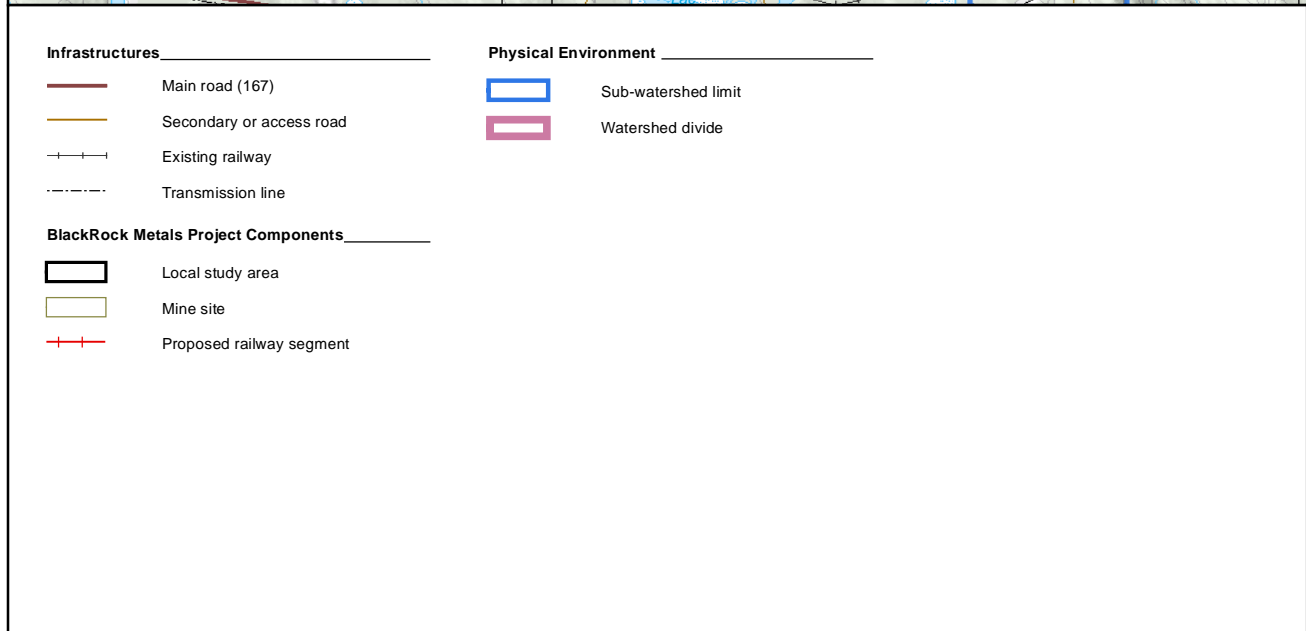 Infrastructures
Main road (167)
Secondary or access road
Existing railway
Transmission line
BlackRock Metals Project Components
Local study area
Mine site
Proposed railway segment
Physical Environment
Sub-watershed limit
Watershed divide